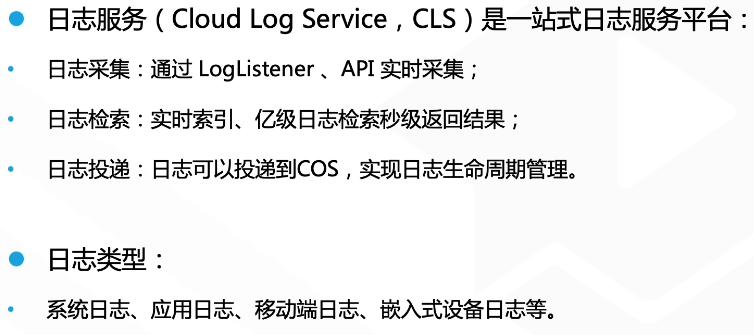 日志服务（Cloud Log Service，CLS）是一站式日志服务平台：
日志采集：通过 LogListener 、API 实时采集；
日志检索：实时索引、亿级日志检索秒级返回结果；
日志投递：日志可以投递到COS，实现日志生命周期管理。
日志类型：
系统日志、应用日志、移动端日志、嵌入式设备日志等。